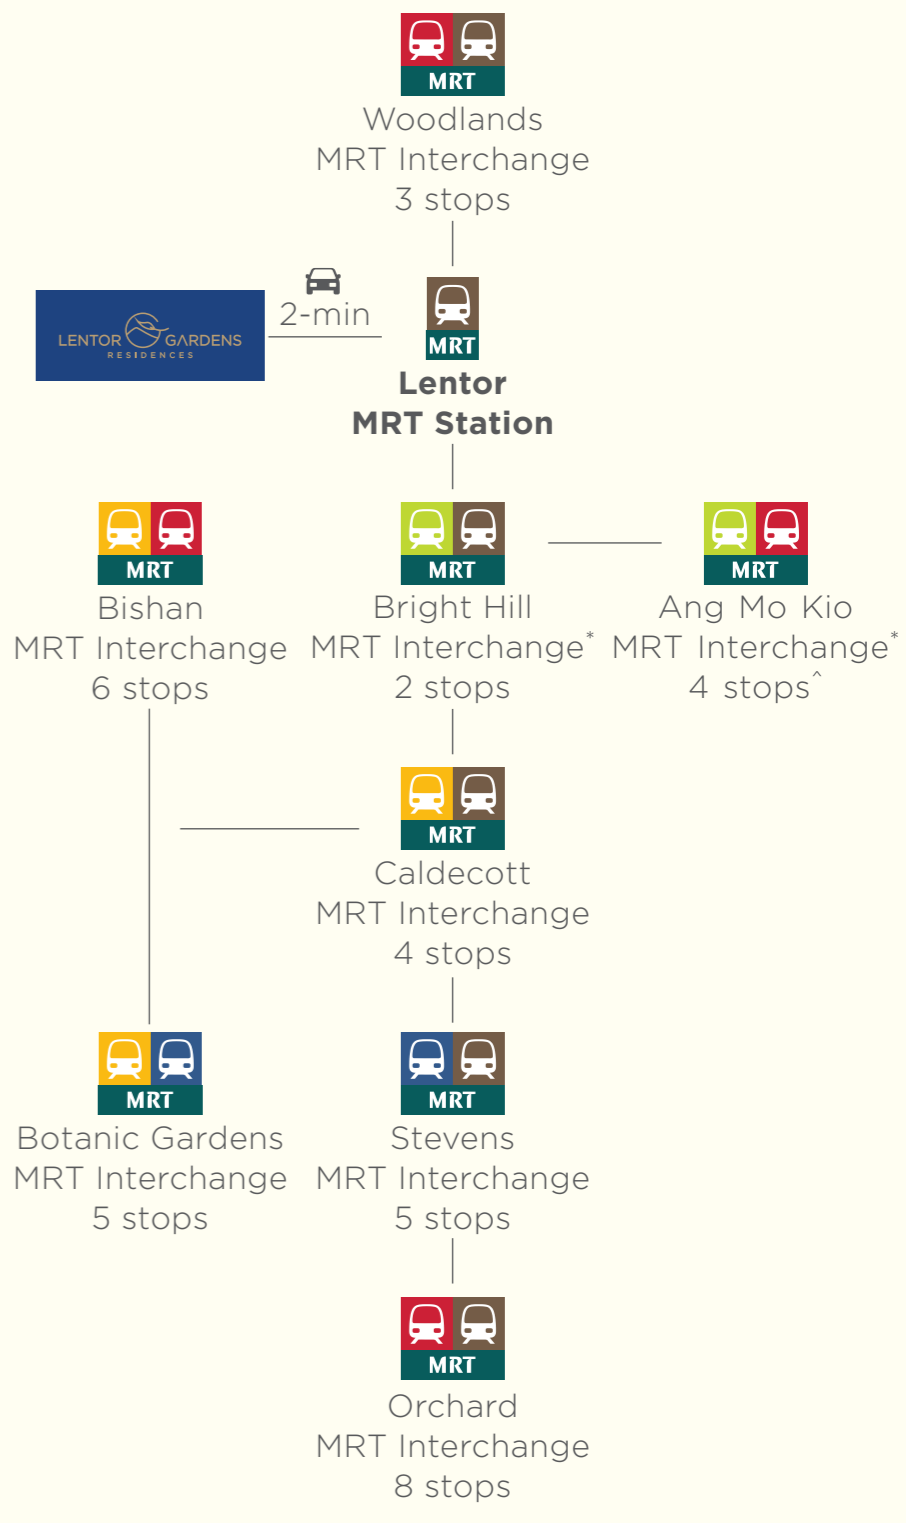 MRT
Woodlands
MRT Interchange
3 stops
2-min
LENTOR GARDENS
RESIDENCES
MRT
Lentor
MRT Station
MRT
Bishan
MRT Interchange
6 stops
MRT
Bright Hill
MRT Interchange*
2 stops
MRT
Ang Mo Kio
MRT Interchange*
4 stops^
MRT
Caldecott
MRT Interchange
4 stops
MRT
Botanic Gardens
MRT Interchange
5 stops
MRT
Stevens
MRT Interchange
5 stops
MRT
Orchard
MRT Interchange
8 stops